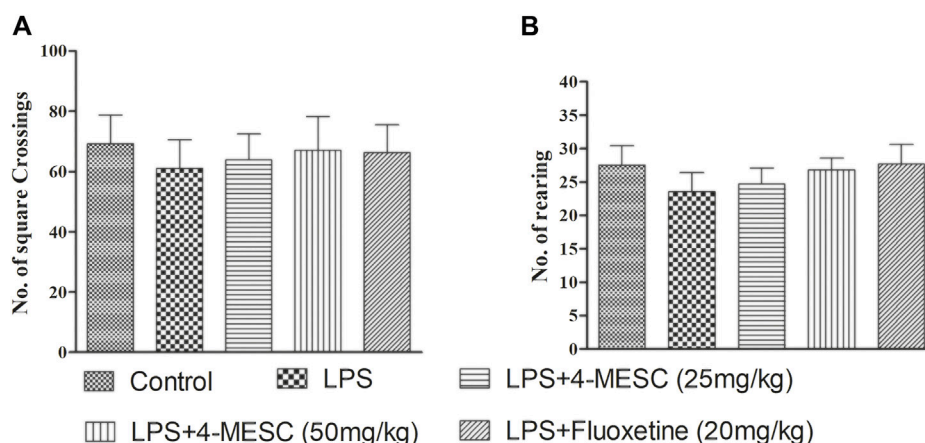 A
No. of square Crossings
100
80
60
40
20
0
B
No. of rearing
40
35
30
25
20
15
10
5
0
Control
LPS
LPS+4-MESC (25mg/kg)
LPS+4-MESC (50mg/kg)
LPS+Fluoxetine (20mg/kg)